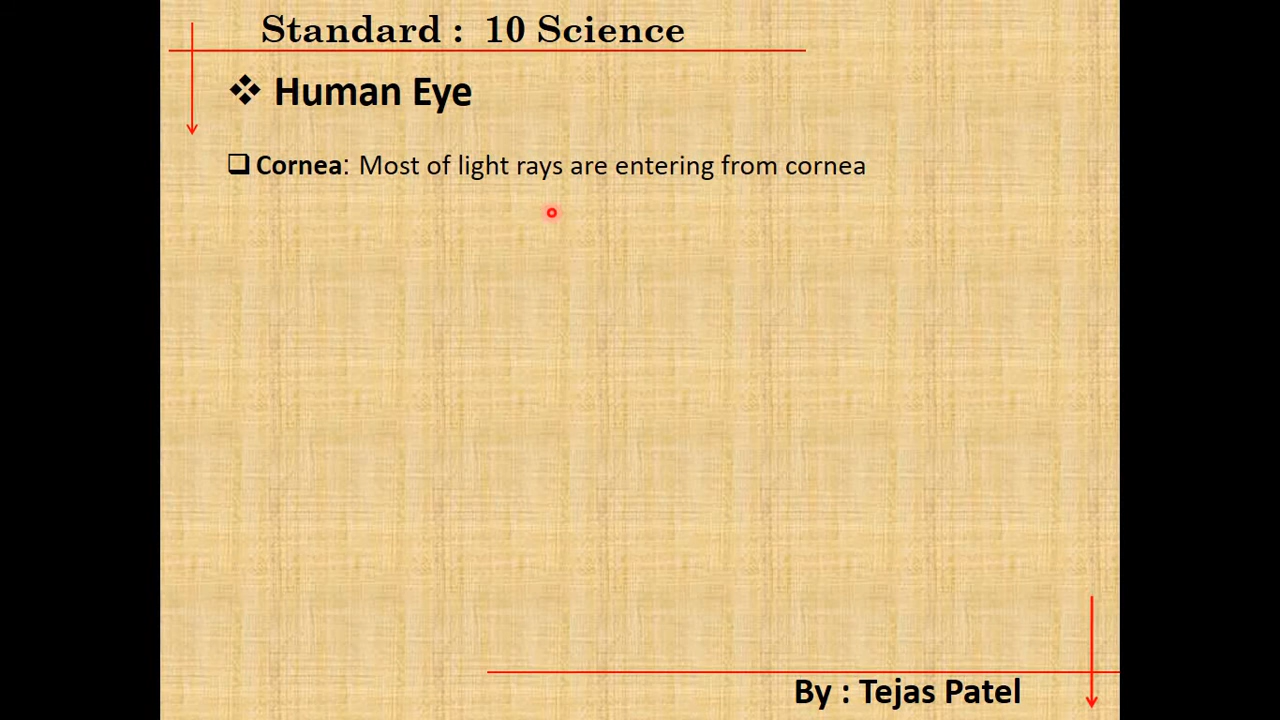 Standard : 10 Science
Human Eye
Cornea: Most of light rays are entering from cornea
By : Tejas Patel